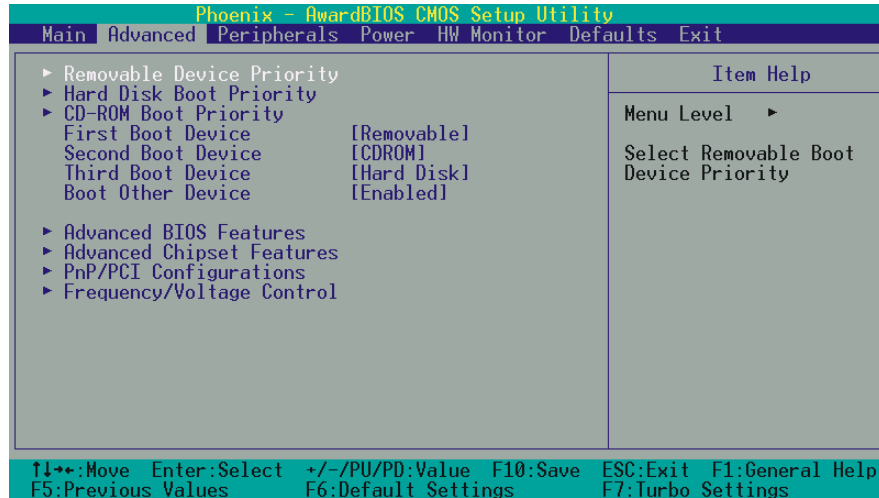 Phoenix - AwardBIOS CMOS Setup Utility
Main Advanced Peripherals Power HW Monitor Defaults Exit
► Removable Device Priority
► Hard Disk Boot Priority
► CD-ROM Boot Priority
First Boot Device [Removable]
Second Boot Device [CDROM]
Third Boot Device [Hard Disk]
Boot Other Device [Enabled]
► Advanced BIOS Features
► Advanced Chipset Features
► PnP/PCI Configurations
► Frequency/Voltage Control
Item Help
Menu Level ►
Select Removable Boot
Device Priority
↑↓→←:Move Enter:Select +/-/PU/PD:Value F10:Save ESC:Exit F1:General Help
F5:Previous Values F6:Default Settings F7:Turbo Settings